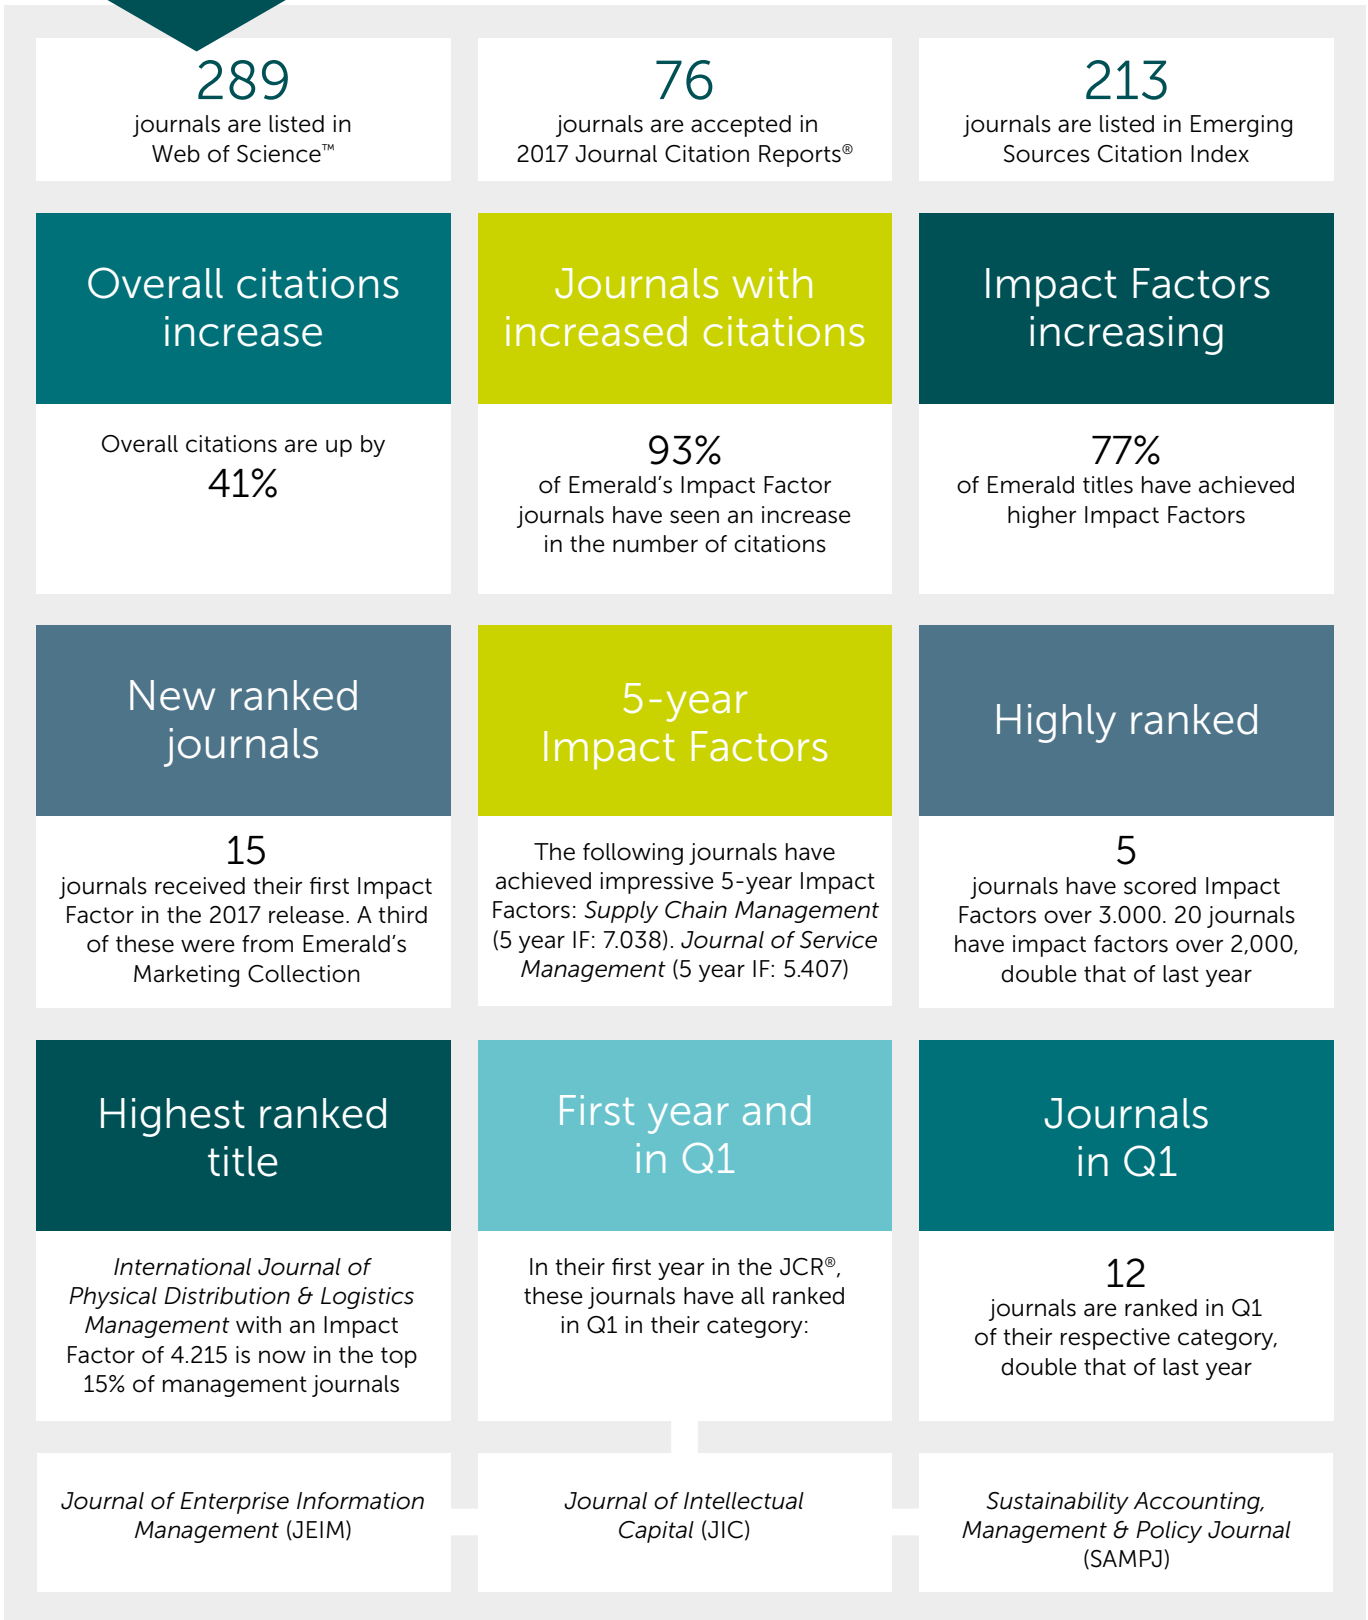 289
journals are listed in
Web of Science™
76
journals are accepted in
2017 Journal Citation Reports®
213
journals are listed in Emerging
Sources Citation Index
Overall citations
increase
Overall citations are up by
41%
Journals with
increased citations
93%
of Emerald’s Impact Factor
journals have seen an increase
in the number of citations
Impact Factors
increasing
77%
of Emerald titles have achieved
higher Impact Factors
New ranked
journals
15
journals received their first Impact
Factor in the 2017 release. A third
of these were from Emerald’s
Marketing Collection
5-year
Impact Factors
The following journals have
achieved impressive 5-year Impact
Factors: Supply Chain Management
(5 year IF: 7.038). Journal of Service
Management (5 year IF: 5.407)
Highly ranked
5
journals have scored Impact
Factors over 3.000. 20 journals
have impact factors over 2,000,
double that of last year
Highest ranked
title
International Journal of
Physical Distribution & Logistics
Management with an Impact
Factor of 4.215 is now in the top
15% of management journals
First year and
in Q1
In their first year in the JCR®,
these journals have all ranked
in Q1 in their category:
Journals
in Q1
12
journals are ranked in Q1
of their respective category,
double that of last year
Journal of Enterprise Information
Management (JEIM)
Journal of Intellectual
Capital (JIC)
Sustainability Accounting,
Management & Policy Journal
(SAMPJ)